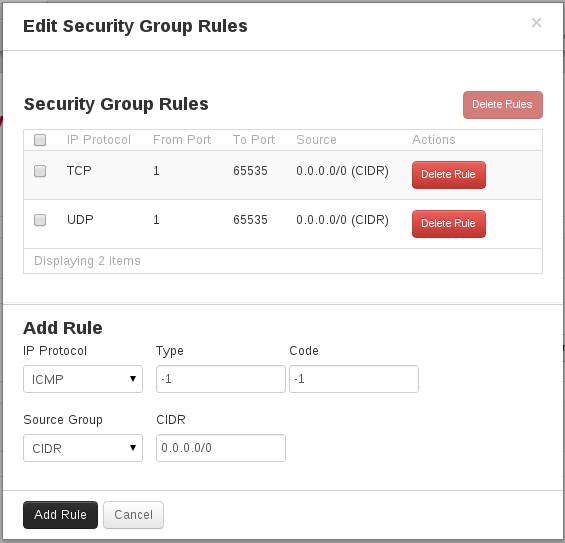 Edit Security Group Rules ×
Security Group Rules Delete Rules
IP Protocol From Port To Port Source Actions
TCP 1 65535 0.0.0.0/0 (CIDR) Delete Rule
UDP 1 65535 0.0.0.0/0 (CIDR) Delete Rule
Displaying 2 items
Add Rule
IP Protocol Type Code
ICMP -1 -1
Source Group CIDR
CIDR 0.0.0.0/0
Add Rule Cancel